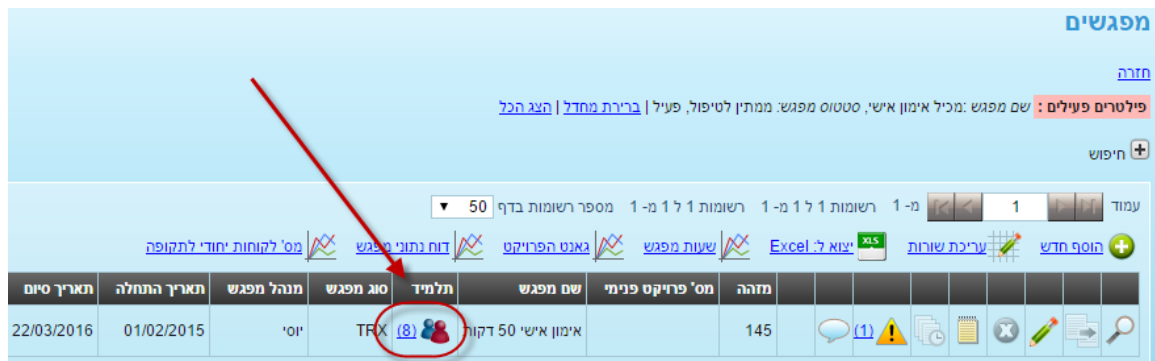 מפגשים
חזרה
פילטרים פעילים : שם מפגש :מכיל אימון אישי, סטטוס מפגש: ממתין לטיפול, פעיל | ברירת מחדל | הצג הכל
חיפוש
עמוד 1 מ- 1 רשומות 1 ל 1 מ- 1 רשומות 1 ל 1 מ- 1 מספר רשומות בדף 50
הוסף חדש עריכת שורות XLS יצוא ל: Excel שעות מפגש גאנט הפרויקט דוח נתוני מפגש מס' לקוחות יחודי לתקופה
מזהה מס' פרויקט פנימי שם מפגש תלמיד סוג מפגש מנהל מפגש תאריך התחלה תאריך סיום
(1) 145 אימון אישי 50 דקות (8) TRX יוסי 01/02/2015 22/03/2016